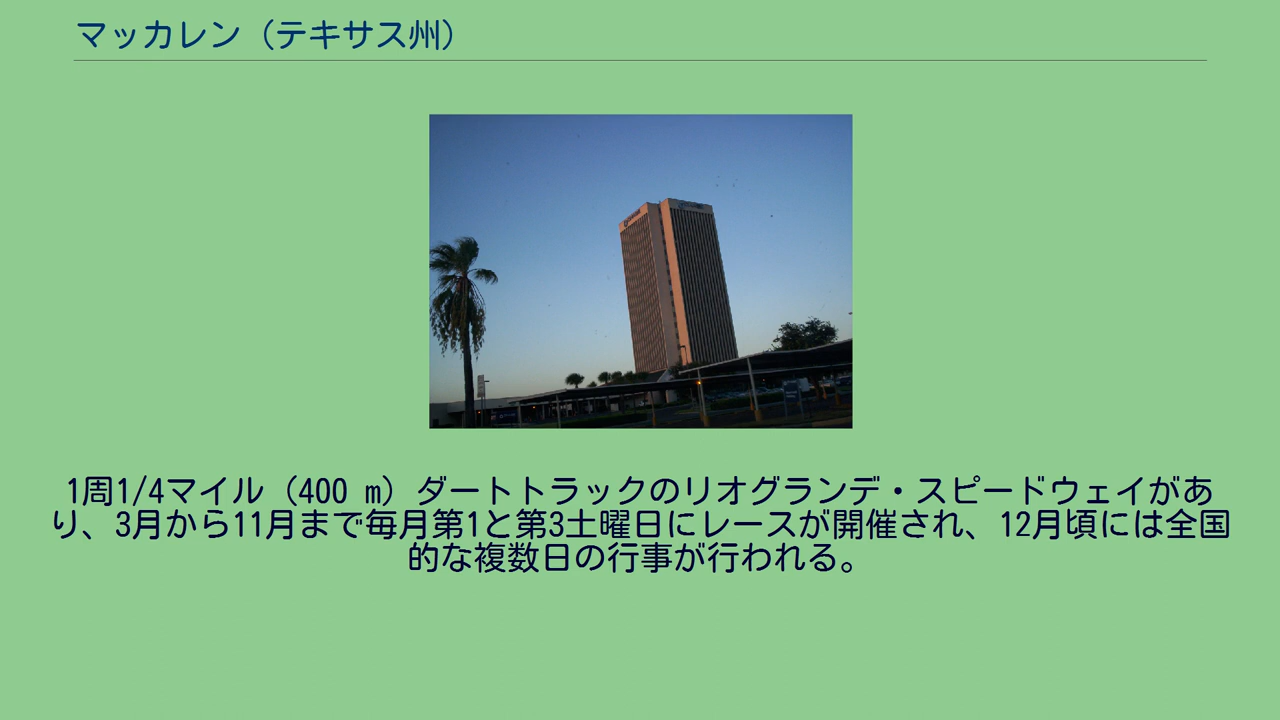 マッカレン（テキサス州）
1周1/4マイル（400 m）ダートトラックのリオグランデ・スピードウェイがあ
り、3月から11月まで毎月第1と第3土曜日にレースが開催され、12月頃には全国
的な複数日の行事が行われる。